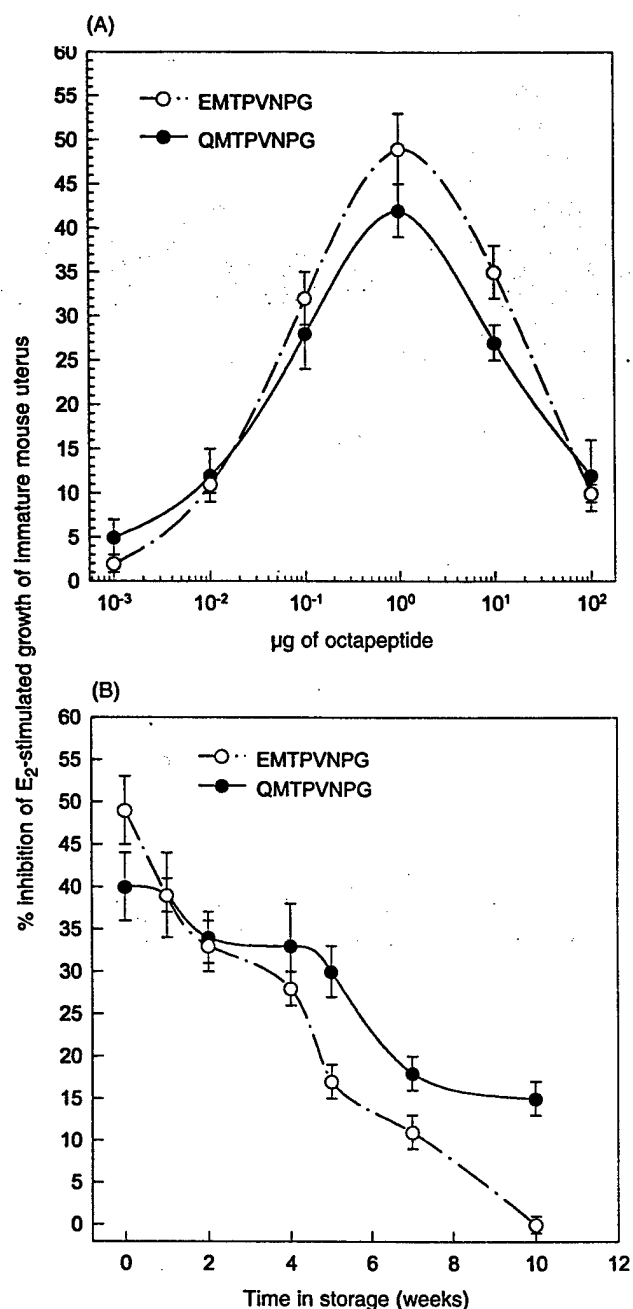 (A)
60
55
50
45
40
35
30
25
20
15
10
5
0
EMTPVNPG
QMTPVNPG
10⁻³ 10⁻² 10⁻¹ 10⁰ 10¹ 10²
µg of octapeptide
% inhibition of E₂-stimulated growth of immature mouse uterus
(B)
60
55
50
45
40
35
30
25
20
15
10
5
0
EMTPVNPG
QMTPVNPG
0 2 4 6 8 10 12
Time in storage (weeks)